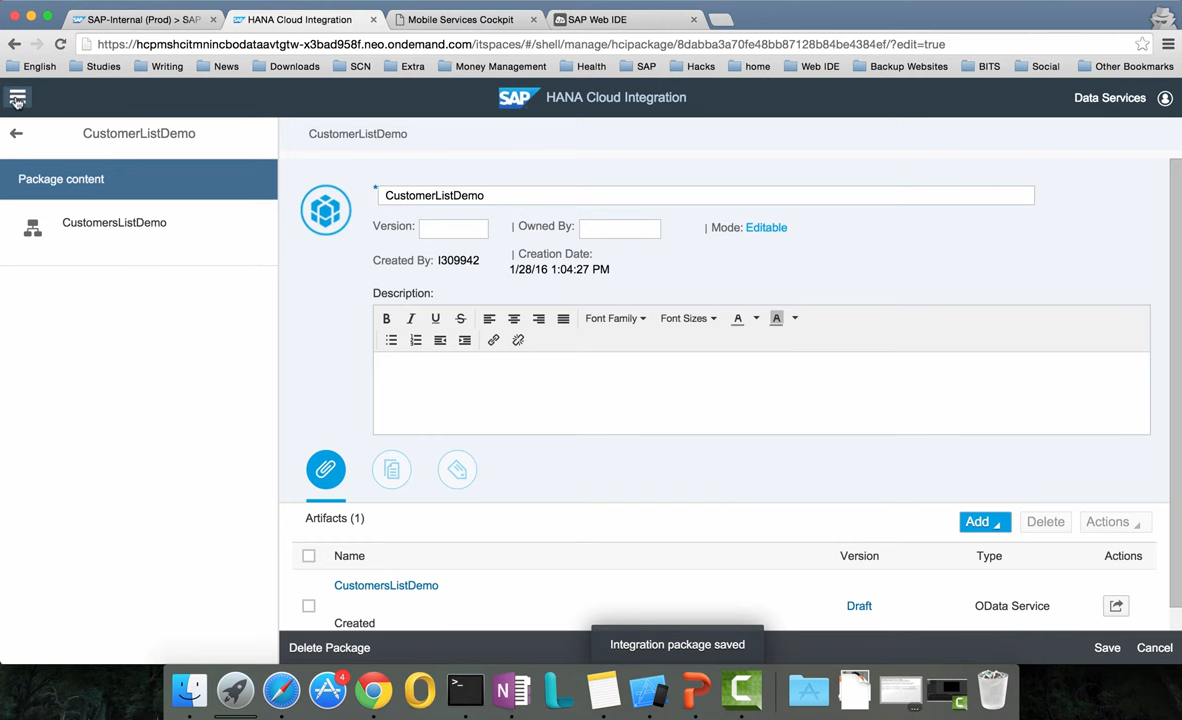 SAP-Internal (Prod) > SAP
HANA Cloud Integration
Mobile Services Cockpit
SAP Web IDE
https://hcpmshcitmnincbodataavtgtw-x3bad958f.neo.ondemand.com/itspaces/#/shell/manage/hcipackage/8dabba3a70fe48bb87128b84be4384ef/?edit=true
English
Studies
Writing
News
Downloads
SCN
Extra
Money Management
Health
SAP
Hacks
home
Web IDE
Backup Websites
BITS
Social
Other Bookmarks
SAP HANA Cloud Integration
Data Services
CustomerListDemo
CustomerListDemo
Package content
CustomersListDemo
* CustomerListDemo
Version:
| Owned By:
| Mode: Editable
Created By: I309942
| Creation Date:
1/28/16 1:04:27 PM
Description:
B I U S
Font Family
Font Sizes
A
A
Artifacts (1)
Add
Delete
Actions
Name
Version
Type
Actions
CustomersListDemo
Draft
OData Service
Created
Delete Package
Integration package saved
Save
Cancel
4